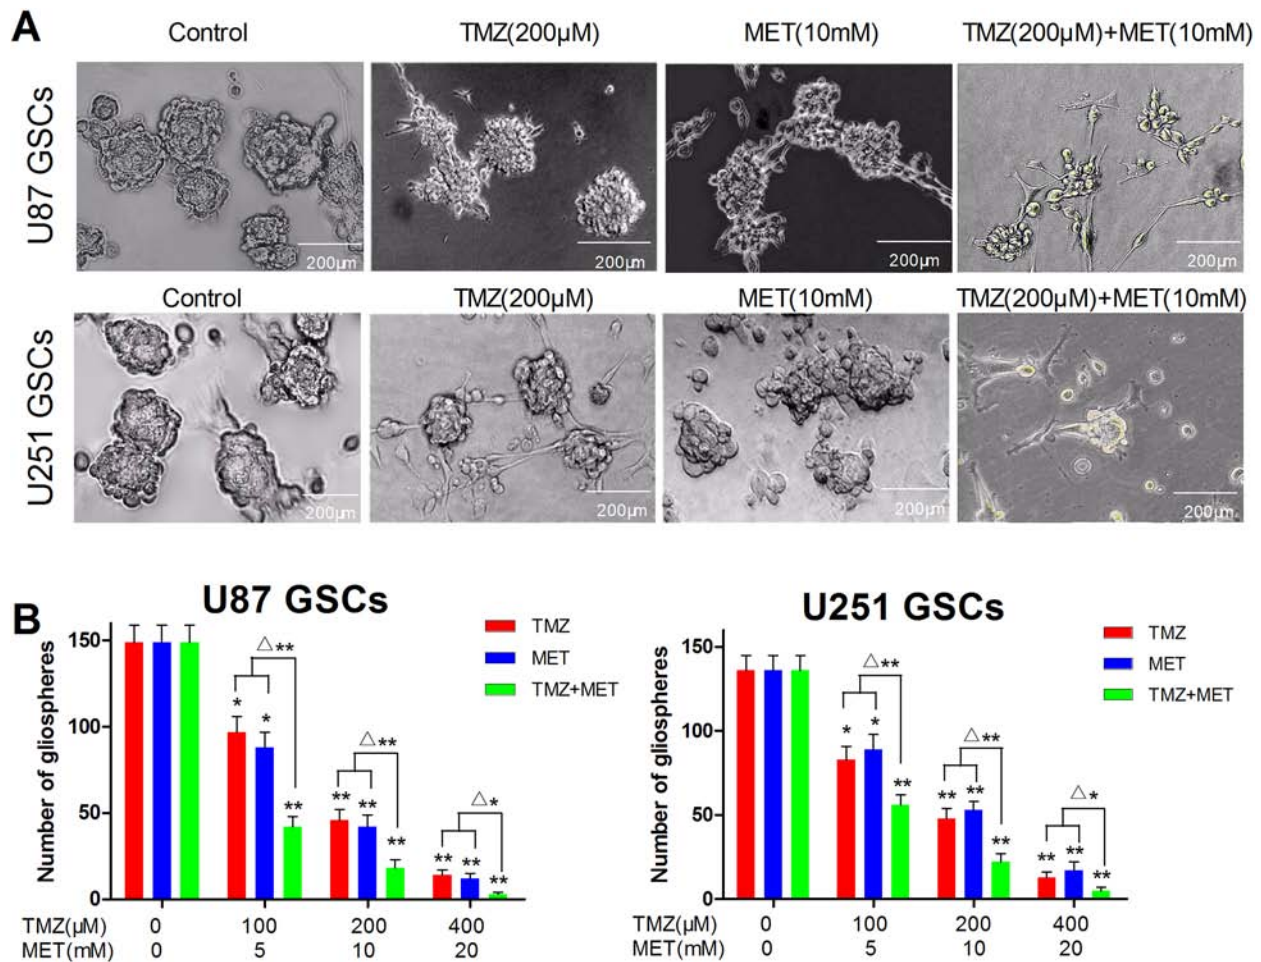 A
Control TMZ(200µM) MET(10mM) TMZ(200µM)+MET(10mM)
U87 GSCs
200µm 200µm 200µm 200µm
Control TMZ(200µM) MET(10mM) TMZ(200µM)+MET(10mM)
U251 GSCs
200µm 200µm 200µm 200µm
B
U87 GSCs
Number of gliospheres
150
100
50
0
TMZ
MET
TMZ+MET
△**
* * **
△**
** ** **
△*
** ** **
TMZ(µM) 0 100 200 400
MET(mM) 0 5 10 20
U251 GSCs
Number of gliospheres
150
100
50
0
TMZ
MET
TMZ+MET
△**
* * **
△**
** ** **
△*
** ** **
TMZ(µM) 0 100 200 400
MET(mM) 0 5 10 20